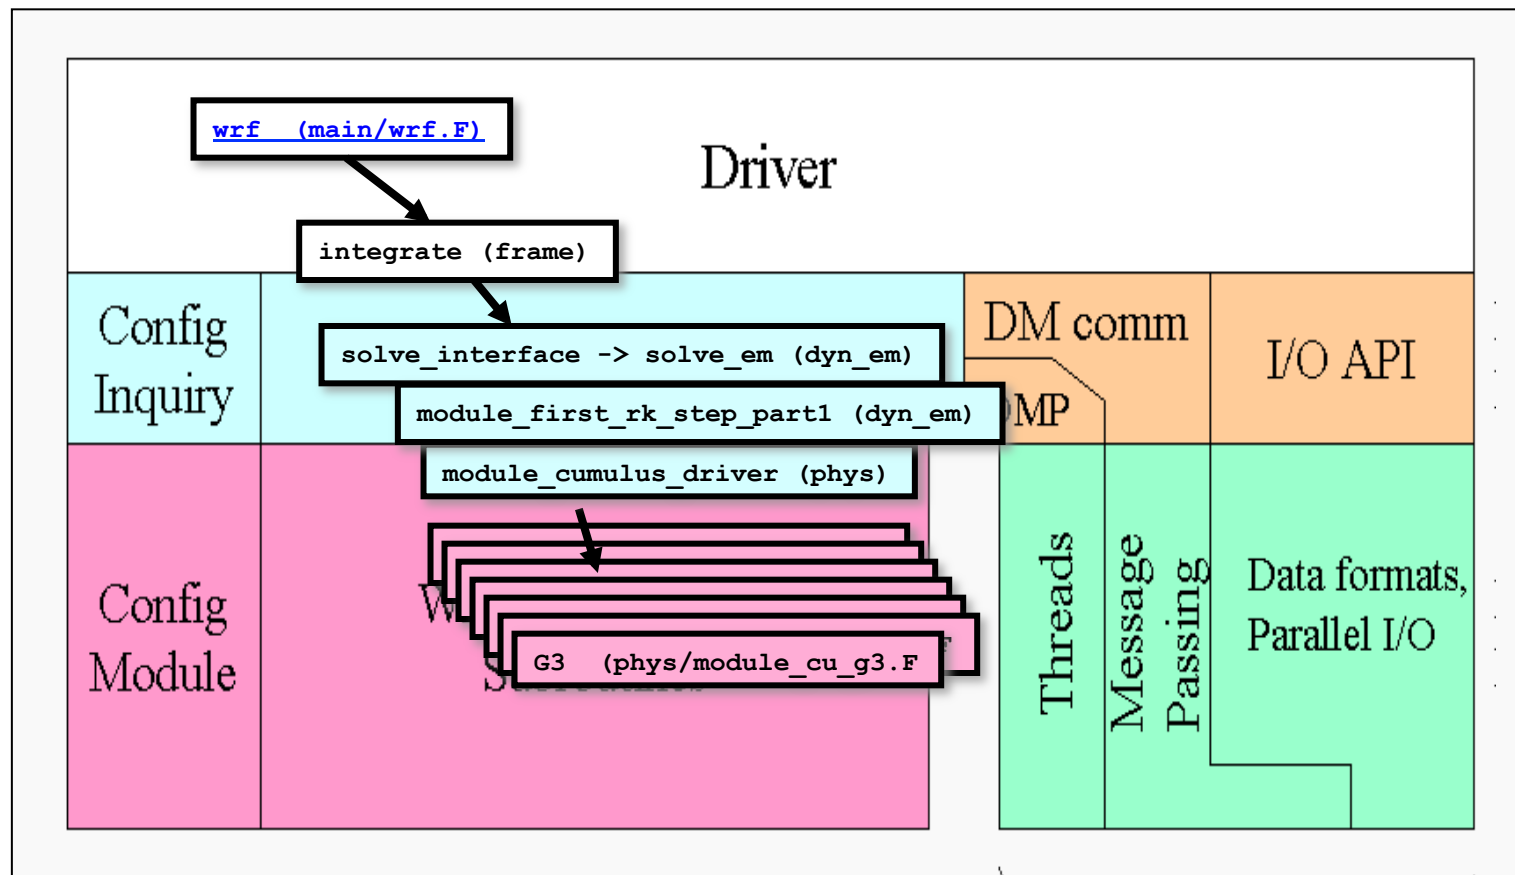 wrf (main/wrf.F)
Driver
integrate (frame)
Config
Inquiry
solve_interface -> solve_em (dyn_em)
module_first_rk_step_part1 (dyn_em)
DM comm
I/O API
module_cumulus_driver (phys)
Config
Module
G3 (phys/module_cu_g3.F
Threads
Message
Passing
Data formats,
Parallel I/O